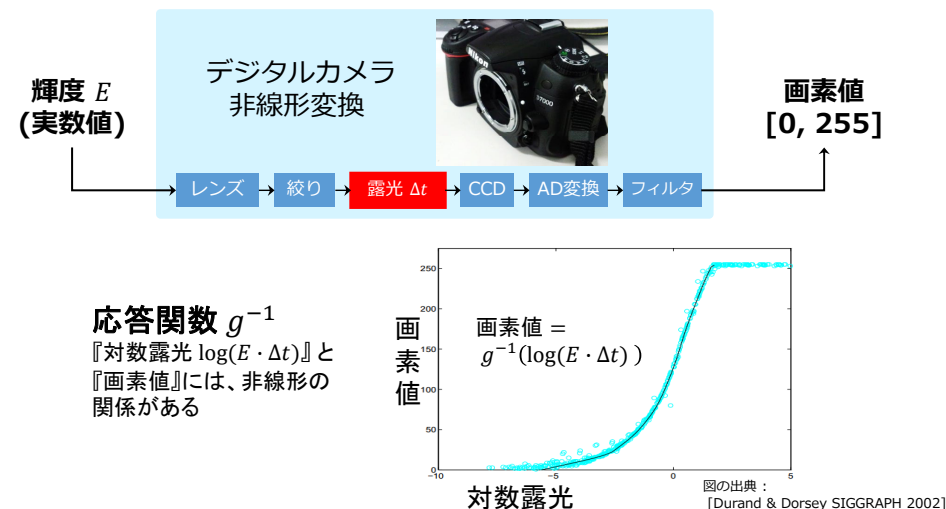 デジタルカメラ
非線形変換
Nikon
D7000
輝度 E
(実数値)
画素値
[0, 255]
レンズ
絞り
露光 Δt
CCD
AD変換
フィルタ
応答関数 g⁻¹
『対数露光 log(E · Δt)』と
『画素値』には、非線形の
関係がある
画素値
画素値 =
g⁻¹(log(E · Δt) )
250
200
150
100
50
0
−10
−5
0
5
対数露光
図の出典：
[Durand & Dorsey SIGGRAPH 2002]